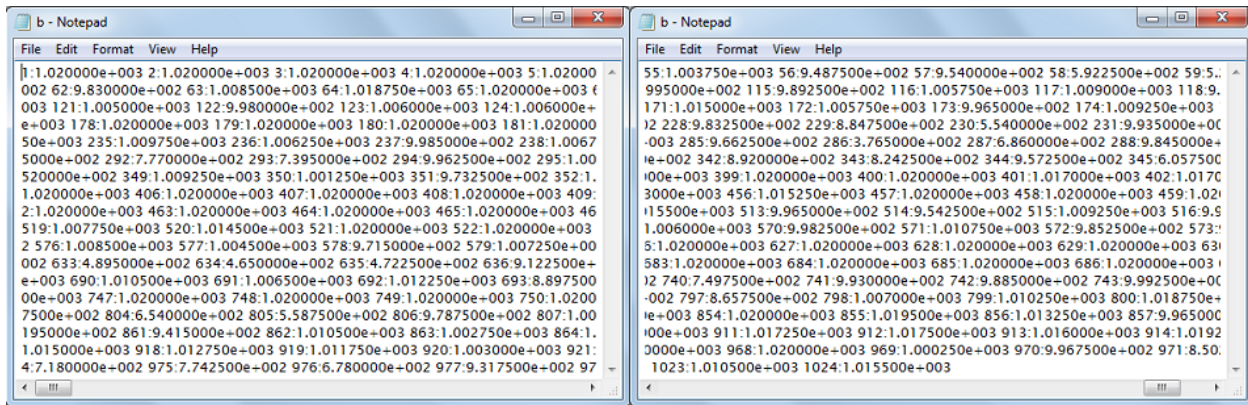 b - Notepad
File Edit Format View Help
1:1.020000e+003 2:1.020000e+003 3:1.020000e+003 4:1.020000e+003 5:1.02000
002 62:9.830000e+002 63:1.008500e+003 64:1.018750e+003 65:1.020000e+003 6
003 121:1.005000e+003 122:9.980000e+002 123:1.006000e+003 124:1.006000e+
e+003 178:1.020000e+003 179:1.020000e+003 180:1.020000e+003 181:1.020000
50e+003 235:1.009750e+003 236:1.006250e+003 237:9.985000e+002 238:1.0067
5000e+002 292:7.770000e+002 293:7.395000e+002 294:9.962500e+002 295:1.00
520000e+002 349:1.009250e+003 350:1.001250e+003 351:9.732500e+002 352:1.
1.020000e+003 406:1.020000e+003 407:1.020000e+003 408:1.020000e+003 409:
2:1.020000e+003 463:1.020000e+003 464:1.020000e+003 465:1.020000e+003 46
519:1.007750e+003 520:1.014500e+003 521:1.020000e+003 522:1.020000e+003
2 576:1.008500e+003 577:1.004500e+003 578:9.715000e+002 579:1.007250e+00
002 633:4.895000e+002 634:4.650000e+002 635:4.722500e+002 636:9.122500e+
e+003 690:1.010500e+003 691:1.006500e+003 692:1.012250e+003 693:8.897500
00e+003 747:1.020000e+003 748:1.020000e+003 749:1.020000e+003 750:1.0200
7500e+002 804:6.540000e+002 805:5.587500e+002 806:9.787500e+002 807:1.00
195000e+002 861:9.415000e+002 862:1.010500e+003 863:1.002750e+003 864:1.
1.015000e+003 918:1.012750e+003 919:1.011750e+003 920:1.003000e+003 921:
4:7.180000e+002 975:7.742500e+002 976:6.780000e+002 977:9.317500e+002 97
b - Notepad
File Edit Format View Help
55:1.003750e+003 56:9.487500e+002 57:9.540000e+002 58:5.922500e+002 59:5.
995000e+002 115:9.892500e+002 116:1.005750e+003 117:1.009000e+003 118:9.
171:1.015000e+003 172:1.005750e+003 173:9.965000e+002 174:1.009250e+003
02 228:9.832500e+002 229:8.847500e+002 230:5.540000e+002 231:9.935000e+00
-003 285:9.662500e+002 286:3.765000e+002 287:6.860000e+002 288:9.845000e
e+002 342:8.920000e+002 343:8.242500e+002 344:9.572500e+002 345:6.057500
00e+003 399:1.020000e+003 400:1.020000e+003 401:1.017000e+003 402:1.0170
3000e+003 456:1.015250e+003 457:1.020000e+003 458:1.020000e+003 459:1.02
015500e+003 513:9.965000e+002 514:9.542500e+002 515:1.009250e+003 516:9.9
1.006000e+003 570:9.982500e+002 571:1.010750e+003 572:9.852500e+002 573:
6:1.020000e+003 627:1.020000e+003 628:1.020000e+003 629:1.020000e+003 630
683:1.020000e+003 684:1.020000e+003 685:1.020000e+003 686:1.020000e+003
02 740:7.497500e+002 741:9.930000e+002 742:9.885000e+002 743:9.992500e+00
-002 797:8.657500e+002 798:1.007000e+003 799:1.010250e+003 800:1.018750e+
e+003 854:1.020000e+003 855:1.019500e+003 856:1.013250e+003 857:9.965000
00e+003 911:1.017250e+003 912:1.017500e+003 913:1.016000e+003 914:1.0192
0000e+003 968:1.020000e+003 969:1.000250e+003 970:9.967500e+002 971:8.50
1023:1.010500e+003 1024:1.015500e+003